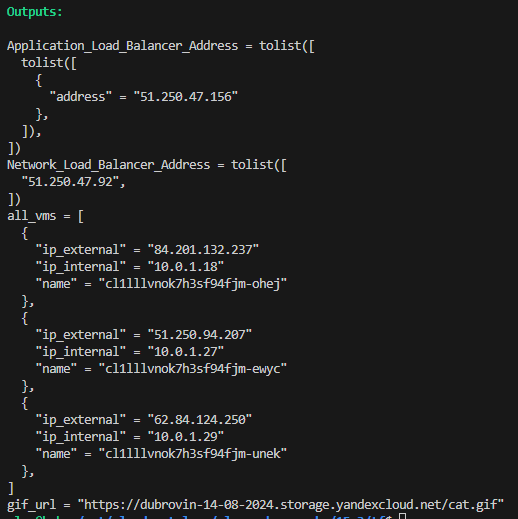 Outputs:
Application_Load_Balancer_Address = tolist([
  tolist([
    {
      "address" = "51.250.47.156"
    },
  ]),
])
Network_Load_Balancer_Address = tolist([
  "51.250.47.92",
])
all_vms = [
  {
    "ip_external" = "84.201.132.237"
    "ip_internal" = "10.0.1.18"
    "name" = "cl1lllvnok7h3sf94fjm-ohej"
  },
  {
    "ip_external" = "51.250.94.207"
    "ip_internal" = "10.0.1.27"
    "name" = "cl1lllvnok7h3sf94fjm-ewyc"
  },
  {
    "ip_external" = "62.84.124.250"
    "ip_internal" = "10.0.1.29"
    "name" = "cl1lllvnok7h3sf94fjm-unek"
  },
]
gif_url = "https://dubrovin-14-08-2024.storage.yandexcloud.net/cat.gif"